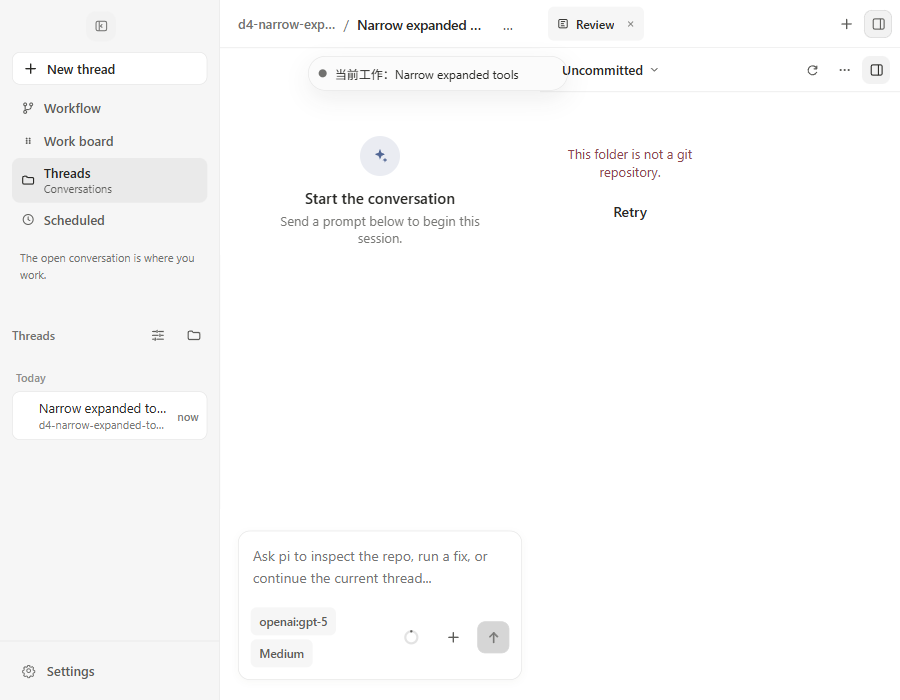 New thread
Workflow
Work board
Threads
Conversations
Scheduled
The open conversation is where you
work.
Threads
Today
Narrow expanded to...
d4-narrow-expanded-to...
now
Settings
d4-narrow-exp... / Narrow expanded ... ...
Review ×
当前工作：Narrow expanded tools
Uncommitted
Start the conversation
Send a prompt below to begin this
session.
This folder is not a git
repository.
Retry
Ask pi to inspect the repo, run a fix, or
continue the current thread...
openai:gpt-5
Medium